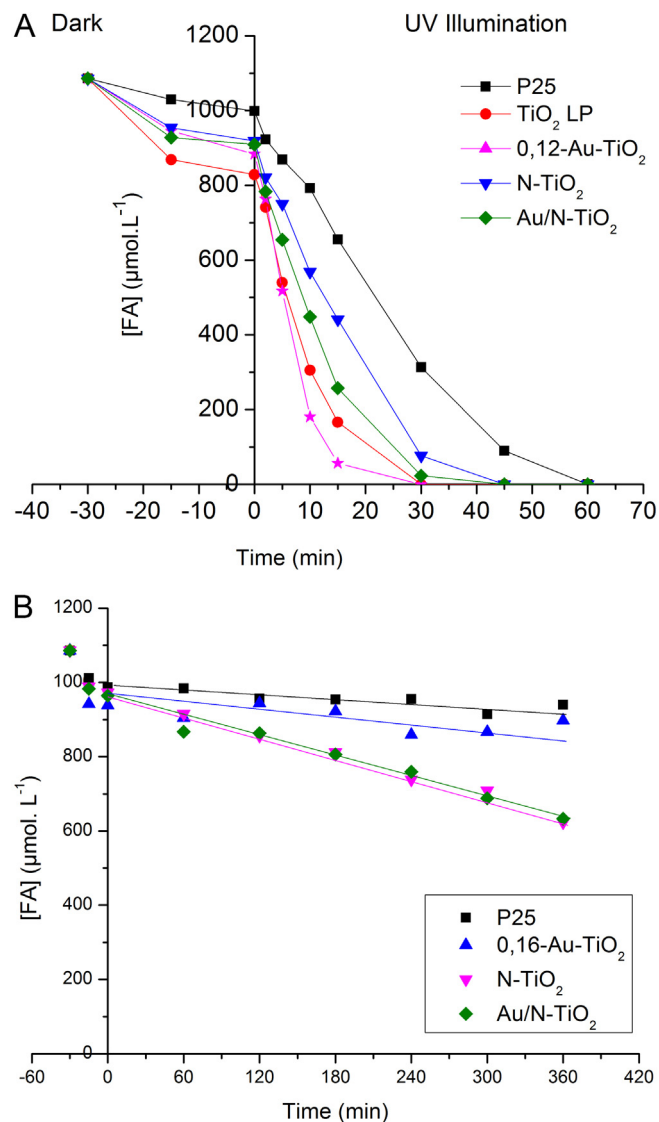 A
Dark
UV Illumination
1200
P25
TiO₂ LP
0,12-Au-TiO₂
N-TiO₂
Au/N-TiO₂
1000
800
600
400
200
0
[FA] (µmol.L⁻¹)
-40 -30 -20 -10 0 10 20 30 40 50 60 70
Time (min)
B
1200
1000
800
600
400
200
0
[FA] (µmol. L⁻¹)
P25
0,16-Au-TiO₂
N-TiO₂
Au/N-TiO₂
-60 0 60 120 180 240 300 360 420
Time (min)